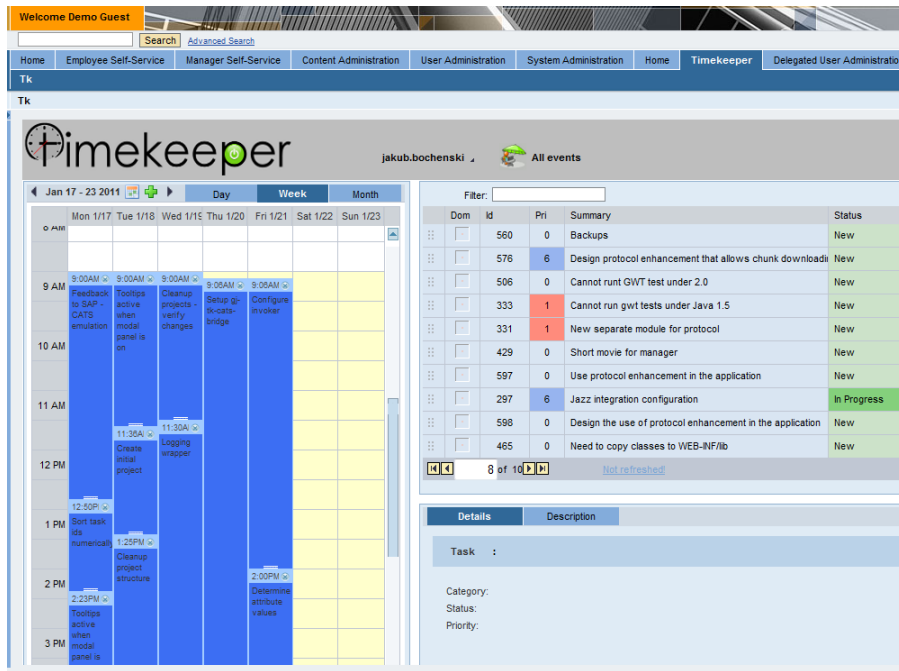 Welcome Demo Guest
Search Advanced Search
Home Employee Self-Service Manager Self-Service Content Administration User Administration System Administration Home Timekeeper Delegated User Administratio
Tk
Tk
Timekeeper
jakub.bochenski All events
Jan 17 - 23 2011 Day Week Month
Mon 1/17 Tue 1/18 Wed 1/19 Thu 1/20 Fri 1/21 Sat 1/22 Sun 1/23
8 AM
9 AM
10 AM
11 AM
12 PM
1 PM
2 PM
3 PM
9:00AM
Feedback
to SAP -
CATS
emulation
12:50P
Sort task
ids
numerically
2:23PM
Tooltips
active
when
modal
panel is
9:00AM
Tooltips
active
when
modal
panel is
on
11:36A
Create
initial
project
1:25PM
Cleanup
project
structure
9:00AM
Cleanup
projects -
verify
changes
11:30A
Logging
wrapper
9:06AM
Setup gj-
tk-cats-
bridge
9:06AM
Configure
invoker
2:00PM
Determine
attribute
values
Filter:
Dom Id Pri Summary Status
560 0 Backups New
576 6 Design protocol enhancement that allows chunk downloadi New
506 0 Cannot runt GWT test under 2.0 New
333 1 Cannot run gwt tests under Java 1.5 New
331 1 New separate module for protocol New
429 0 Short movie for manager New
597 0 Use protocol enhancement in the application New
297 6 Jazz integration configuration In Progress
598 0 Design the use of protocol enhancement in the application New
465 0 Need to copy classes to WEB-INF/lib New
8 of 10 Not refreshed!
Details Description
Task :
Category:
Status:
Priority: